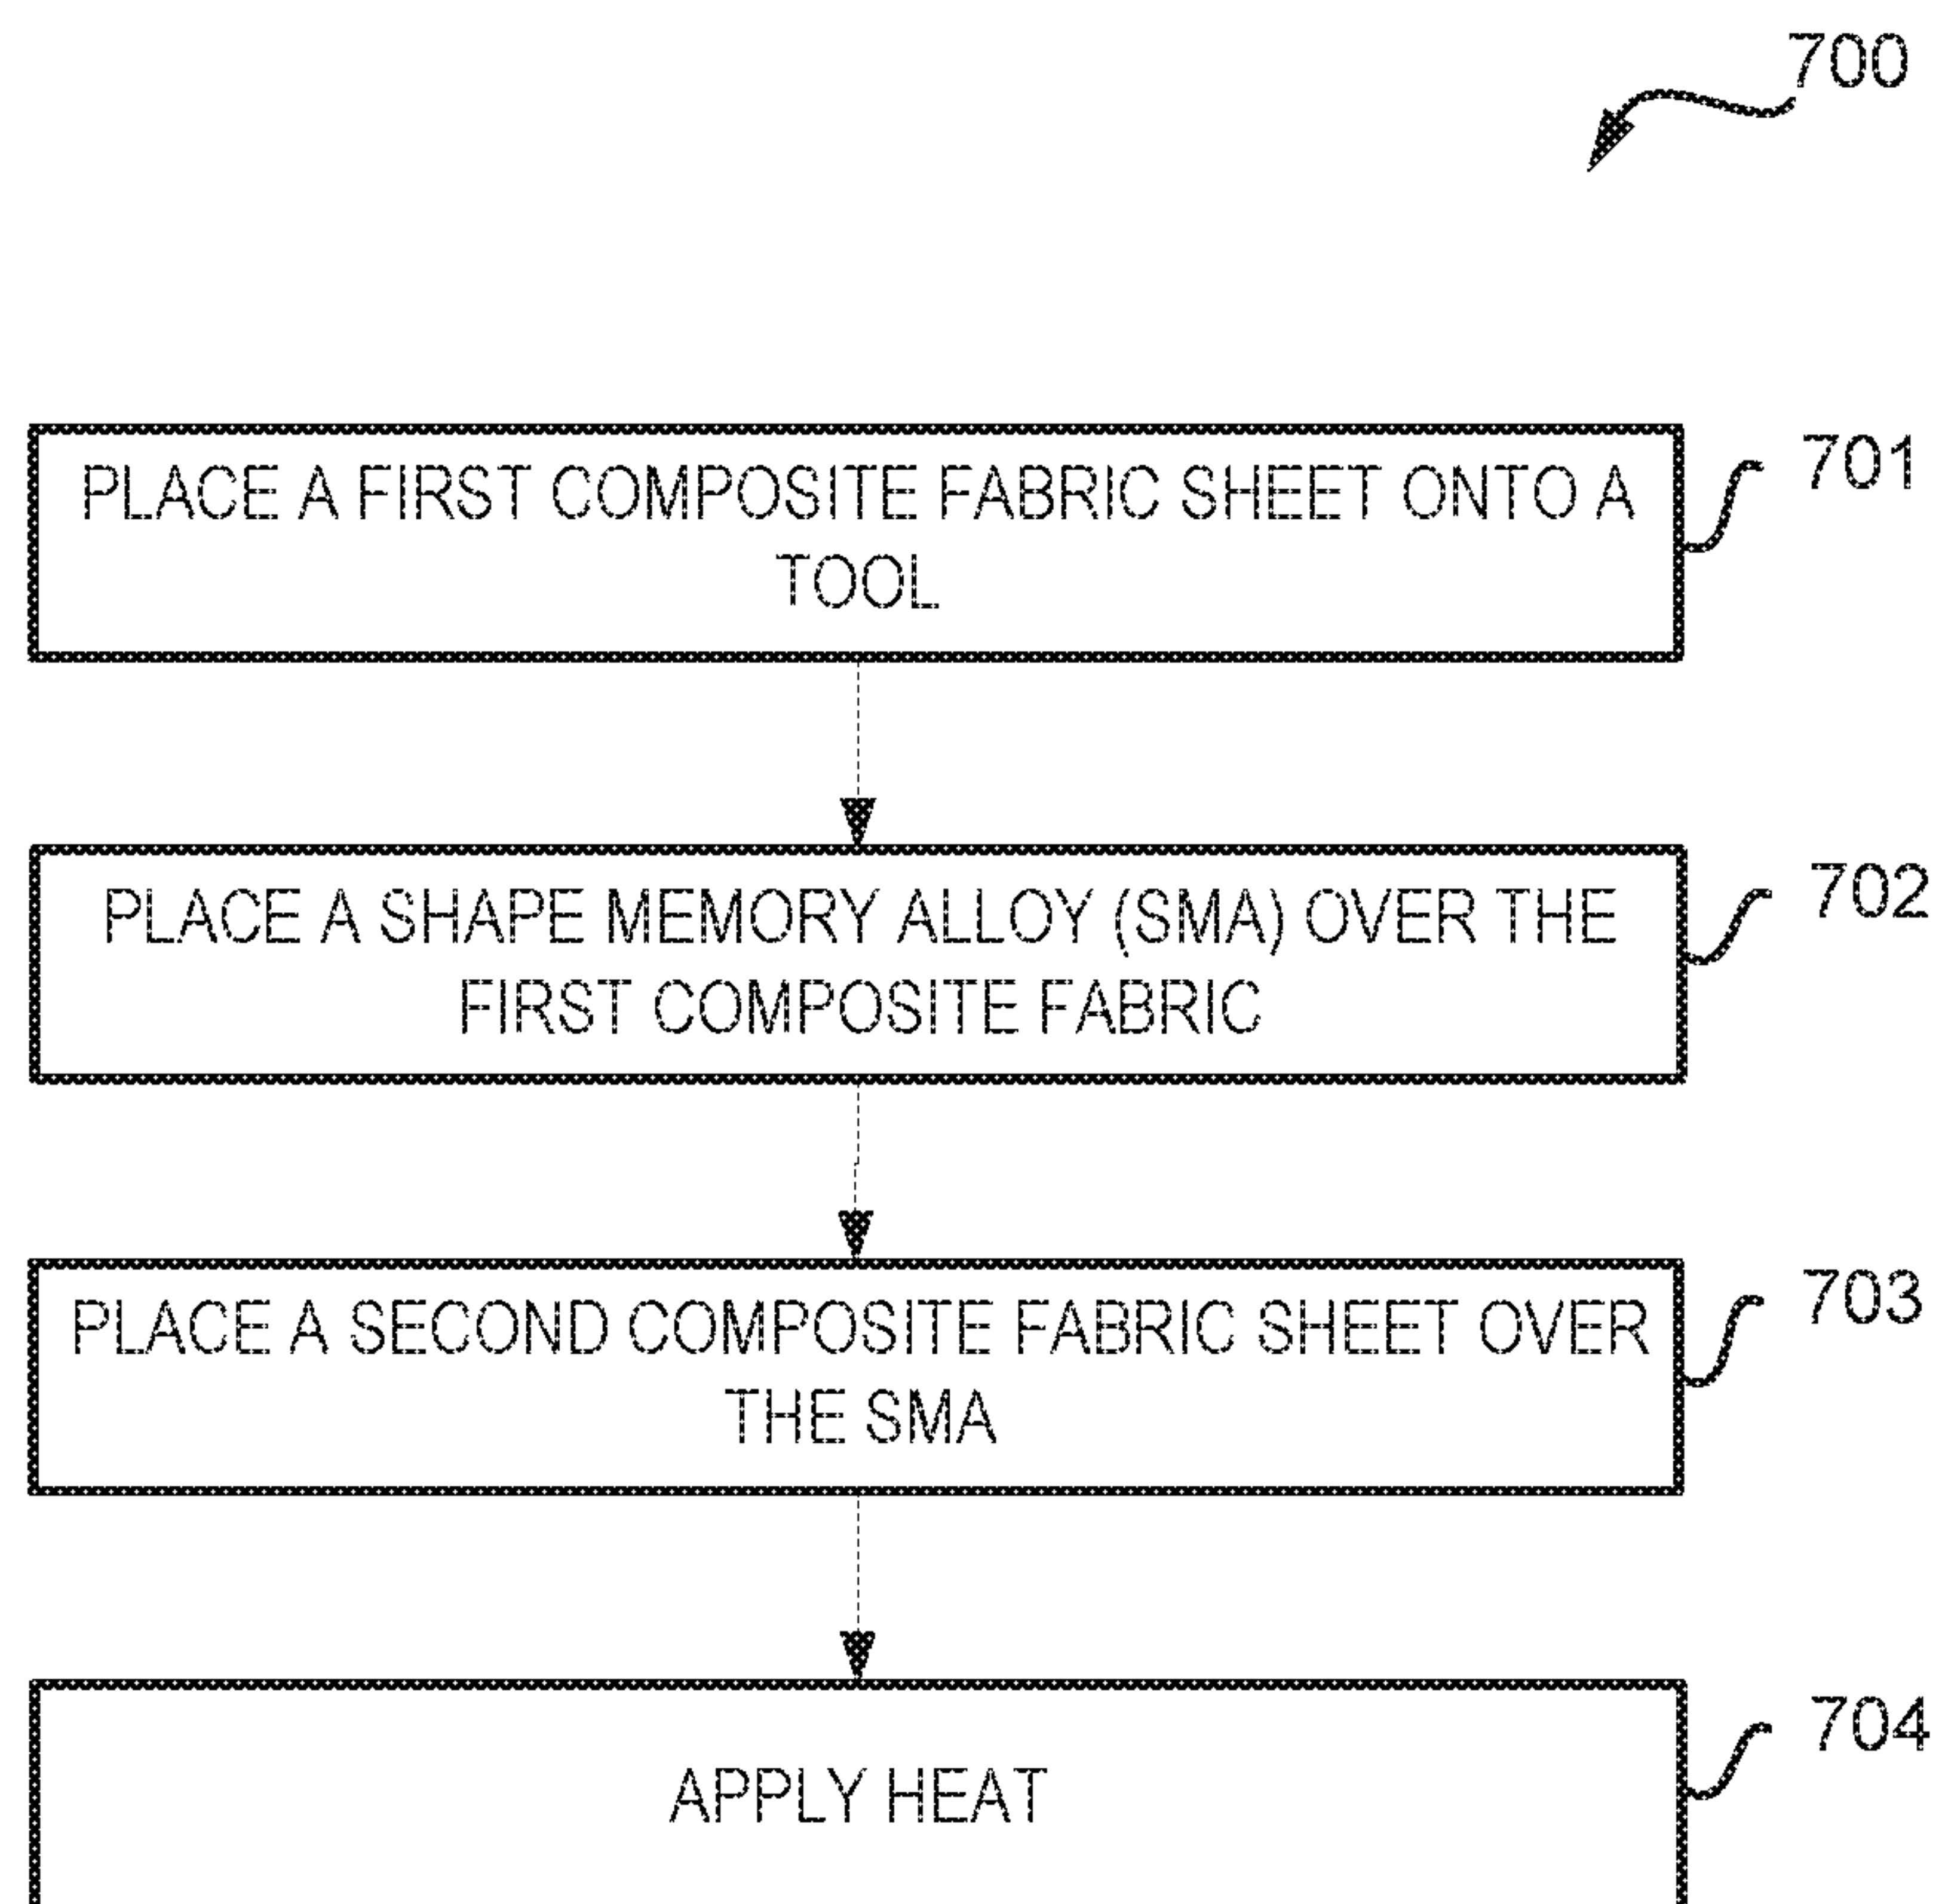 700
PLACE A FIRST COMPOSITE FABRIC SHEET ONTO A
TOOL
701
PLACE A SHAPE MEMORY ALLOY (SMA) OVER THE
FIRST COMPOSITE FABRIC
702
PLACE A SECOND COMPOSITE FABRIC SHEET OVER
THE SMA
703
APPLY HEAT
704